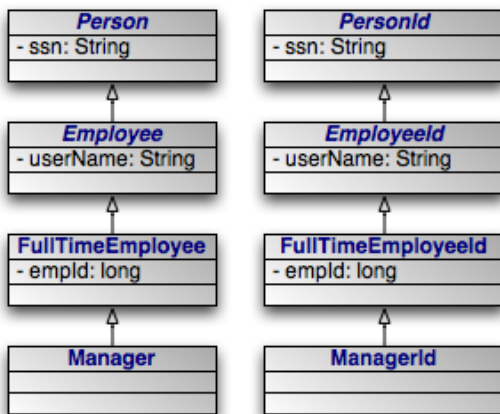 Person
- ssn: String
Employee
- userName: String
FullTimeEmployee
- empId: long
Manager
PersonId
- ssn: String
EmployeeId
- userName: String
FullTimeEmployeeId
- empId: long
ManagerId